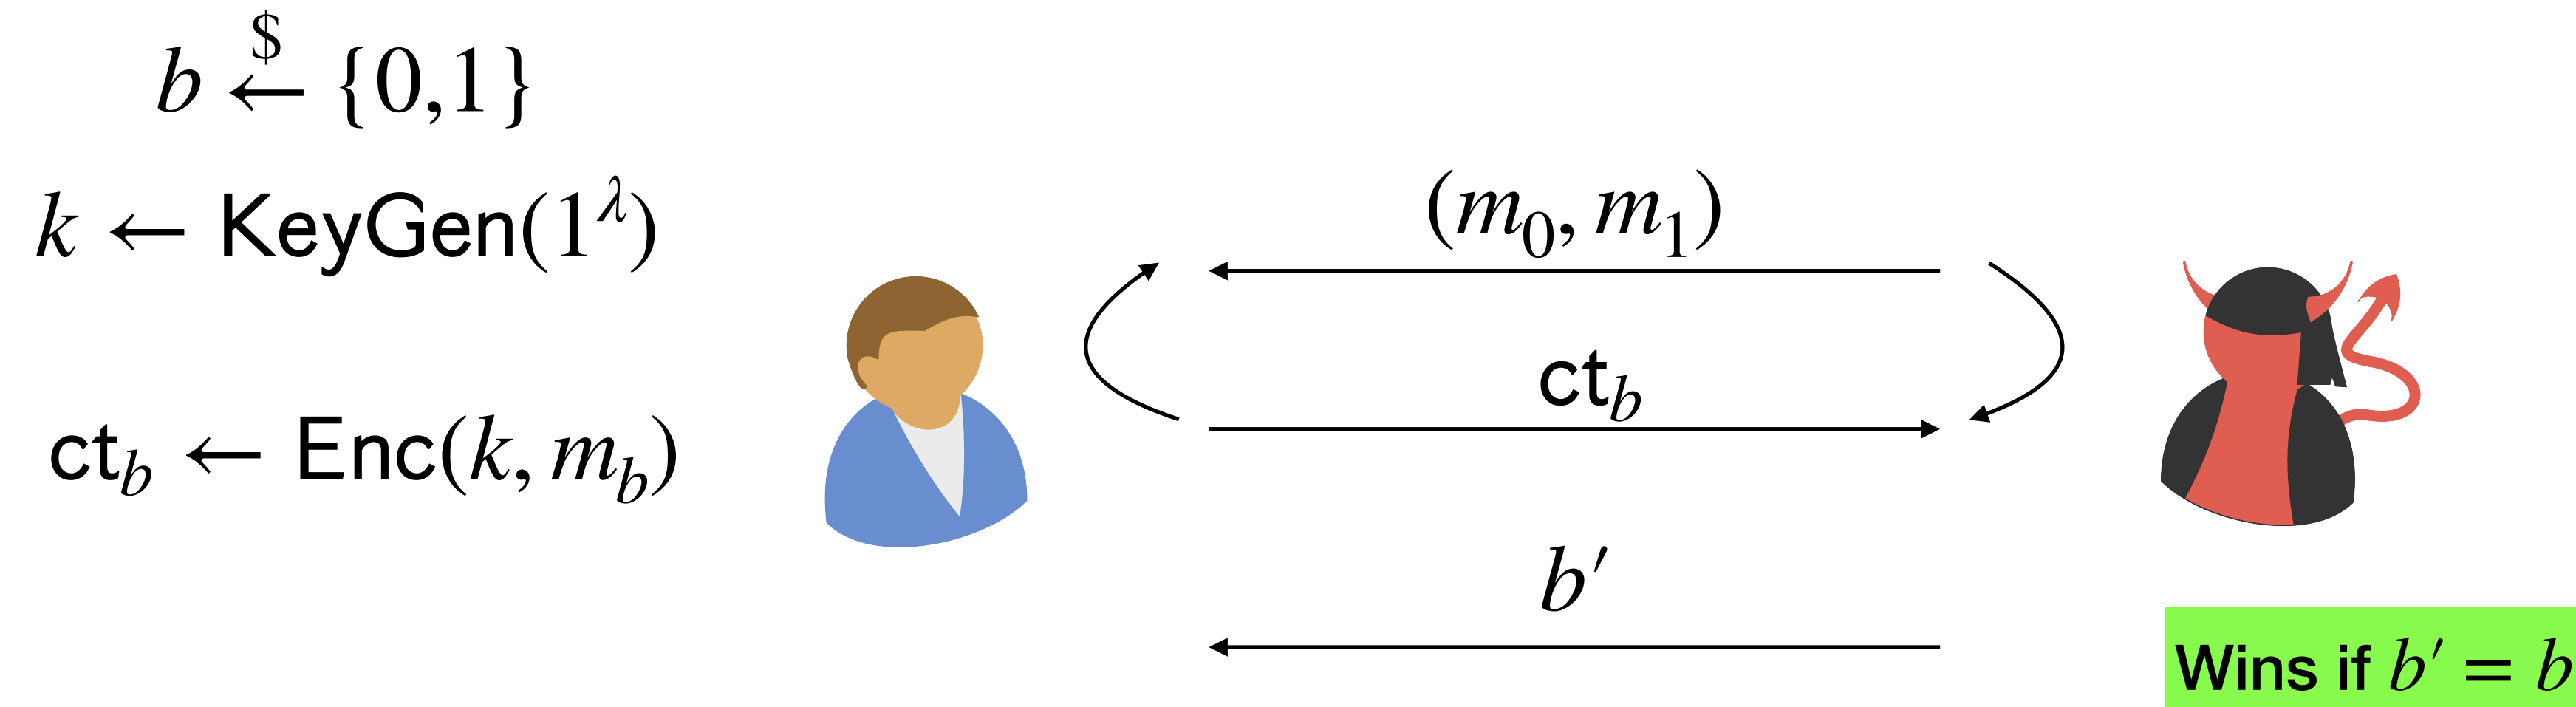 b ←$ {0,1}
k ← KeyGen(1^λ)
ct_b ← Enc(k, m_b)
(m_0, m_1)
ct_b
b′
Wins if b′ = b